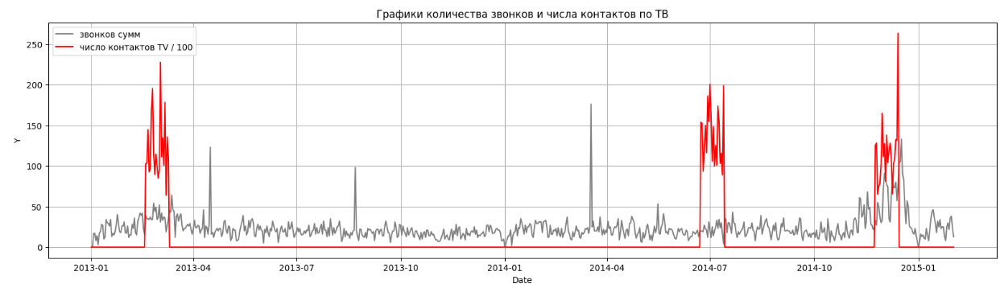 Графики количества звонков и числа контактов по ТВ
звонков сумм
число контактов TV / 100
250
200
150
100
50
0
Y
2013-01 2013-04 2013-07 2013-10 2014-01 2014-04 2014-07 2014-10 2015-01
Date